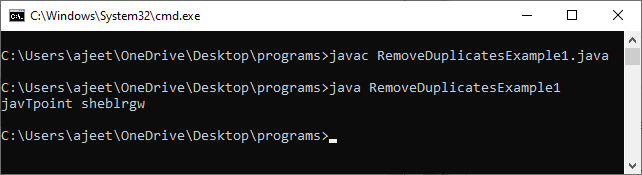 C:\Windows\System32\cmd.exe
C:\Users\ajeet\OneDrive\Desktop\programs>javac RemoveDuplicatesExample1.java
C:\Users\ajeet\OneDrive\Desktop\programs>java RemoveDuplicatesExample1
javTpoint sheblrgw
C:\Users\ajeet\OneDrive\Desktop\programs>